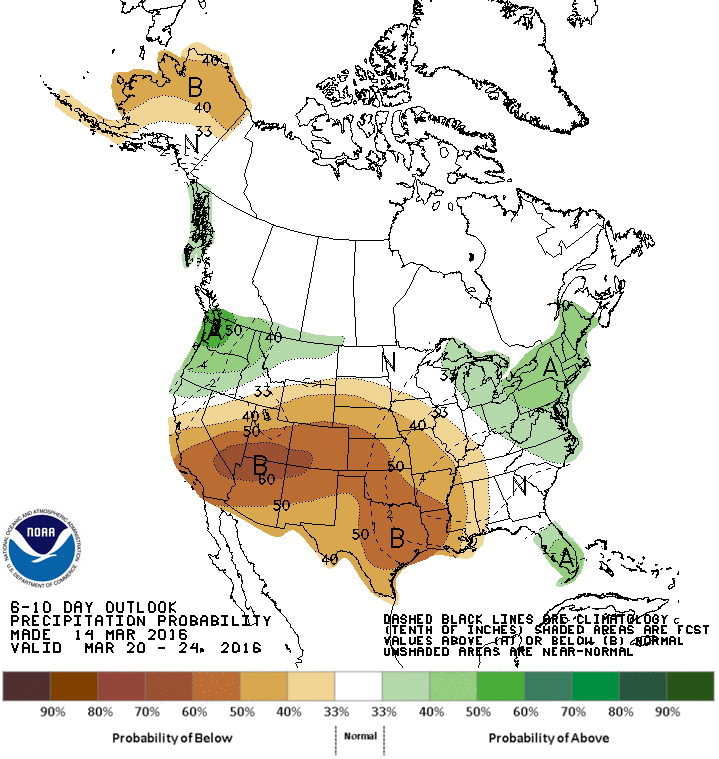 40
B
40
33
N
A 50
40
.4
N
33
33
40
40
33
50
B
60
50
.4
50
50
B
40
N
A
A
NOAA
NATIONAL OCEANIC AND ATMOSPHERIC ADMINISTRATION
U.S. DEPARTMENT OF COMMERCE
6-10 DAY OUTLOOK
PRECIPITATION PROBABILITY
MADE 14 MAR 2016
VALID MAR 20 - 24, 2016
DASHED BLACK LINES ARE CLIMATOLOGY
(TENTH OF INCHES) SHADED AREAS ARE FCST
VALUES ABOVE (A) OR BELOW (B) NORMAL
UNSHADED AREAS ARE NEAR-NORMAL
90% 80% 70% 60% 50% 40% 33% 33% 40% 50% 60% 70% 80% 90%
Probability of Below Normal Probability of Above